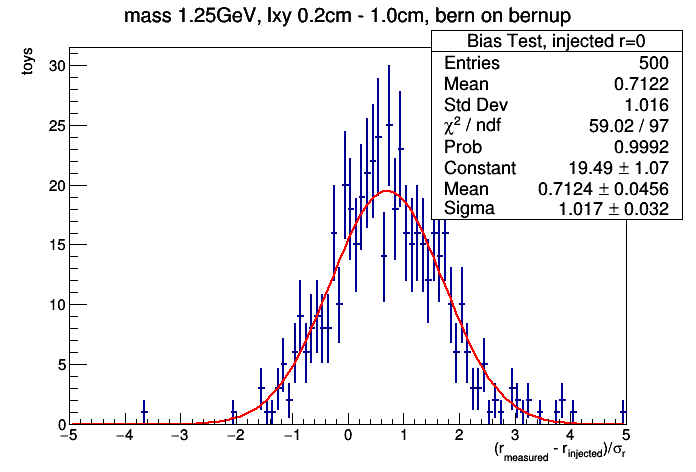 mass 1.25GeV, lxy 0.2cm - 1.0cm, bern on bernup
Bias Test, injected r=0
Entries 500
Mean 0.7122
Std Dev 1.016
χ² / ndf 59.02 / 97
Prob 0.9992
Constant 19.49 ± 1.07
Mean 0.7124 ± 0.0456
Sigma 1.017 ± 0.032
toys
30
25
20
15
10
5
0
−5 −4 −3 −2 −1 0 1 2 3 4 5
(r_measured - r_injected)/σ_r